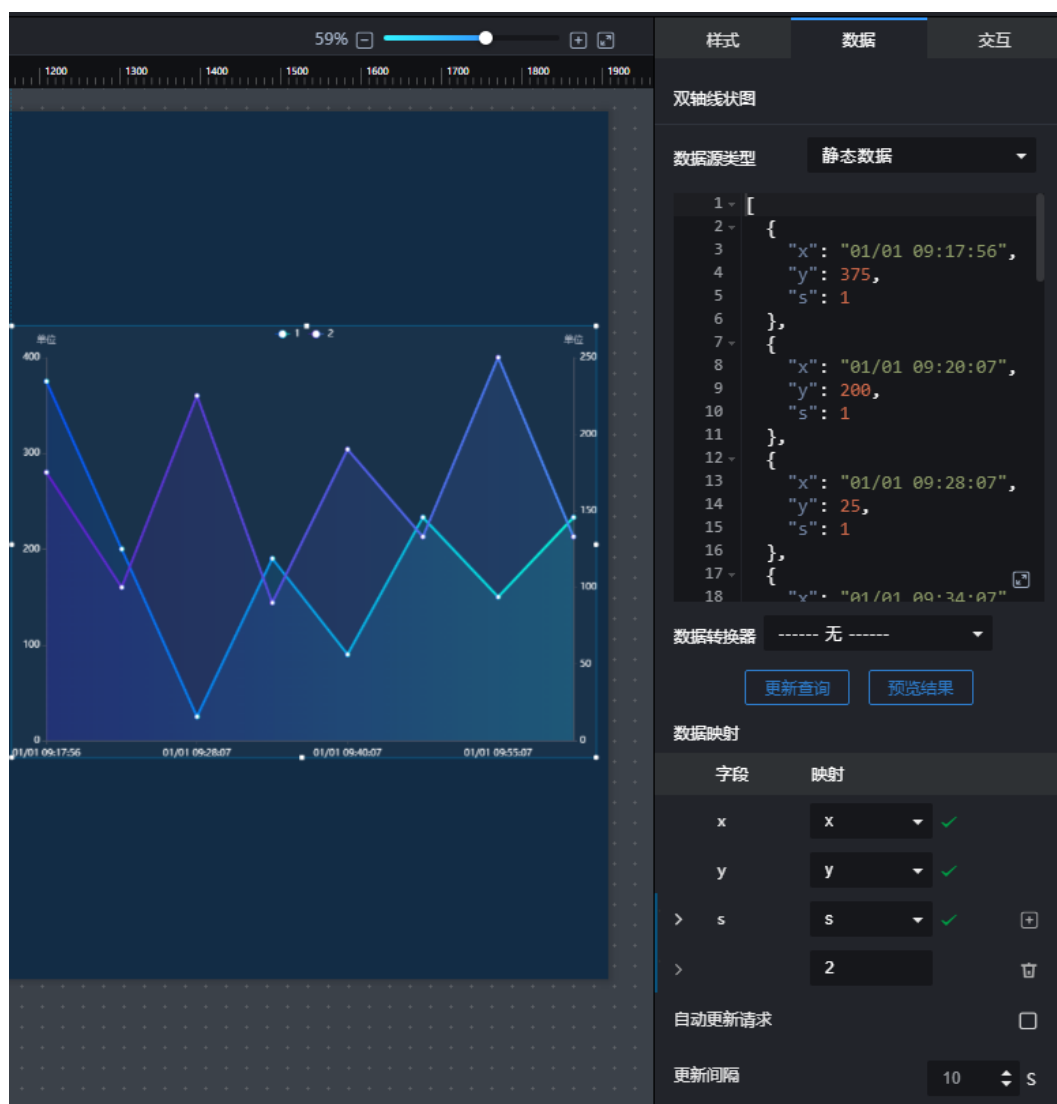 59%
样式 数据 交互
1200 1300 1400 1500 1600 1700 1800 1900
双轴线状图
数据源类型 静态数据
1 [
2 {
3 "x": "01/01 09:17:56",
4 "y": 375,
5 "s": 1
6 },
7 {
8 "x": "01/01 09:20:07",
9 "y": 200,
10 "s": 1
11 },
12 {
13 "x": "01/01 09:28:07",
14 "y": 25,
15 "s": 1
16 },
17 {
18 "x": "01/01 09:34:07"
1 2
单位 单位
400 250
200
300
150
200
100
100
50
0 0
01/01 09:17:56 01/01 09:28:07 01/01 09:40:07 01/01 09:55:07
数据转换器 ------ 无 ------
更新查询 预览结果
数据映射
字段 映射
x x
y y
s s
2
自动更新请求
更新间隔 10 S